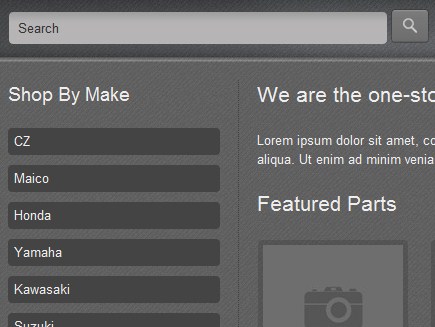 Search
Shop By Make
CZ
Maico
Honda
Yamaha
Kawasaki
Suzuki
We are the one-sto
Lorem ipsum dolor sit amet, co
aliqua. Ut enim ad minim venia
Featured Parts